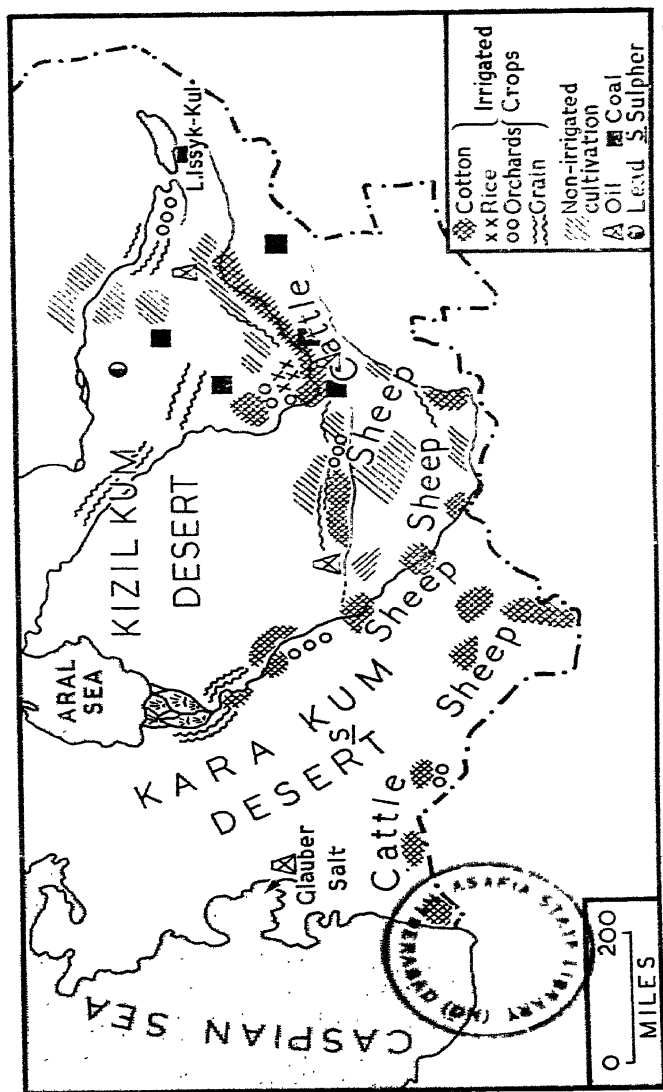 CASPIAN SEA
ARAL
SEA
KIZIL KUM
DESERT
KARA KUM
DESERT
S
Glauber
Salt
Cattle
Sheep
Sheep
Sheep
Sheep
Cattle
L.Issyk-Kul
Cotton
xx Rice
oo Orchards
Grain
Irrigated
Crops
Non-irrigated
cultivation
Oil
Coal
Lead
S Sulpher
0 200
MILES
ASAFIA STATE LIBRARY